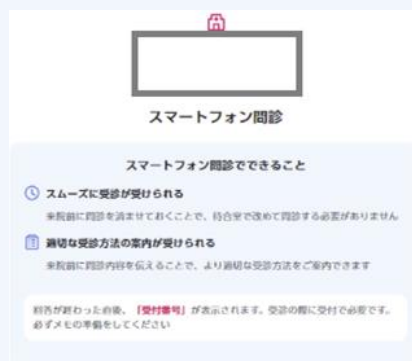 スマートフォン問診
スマートフォン問診でできること
スムーズに受診が受けられる
来院前に問診を済ませておくことで、待合室で改めて問診する必要がありません
適切な受診方法の案内が受けられる
来院前に問診内容を伝えることで、より適切な受診方法をご案内できます
回答が終わった直後、「受付番号」が表示されます。受診の際に受付で必要です。
必ずメモの準備をしてください